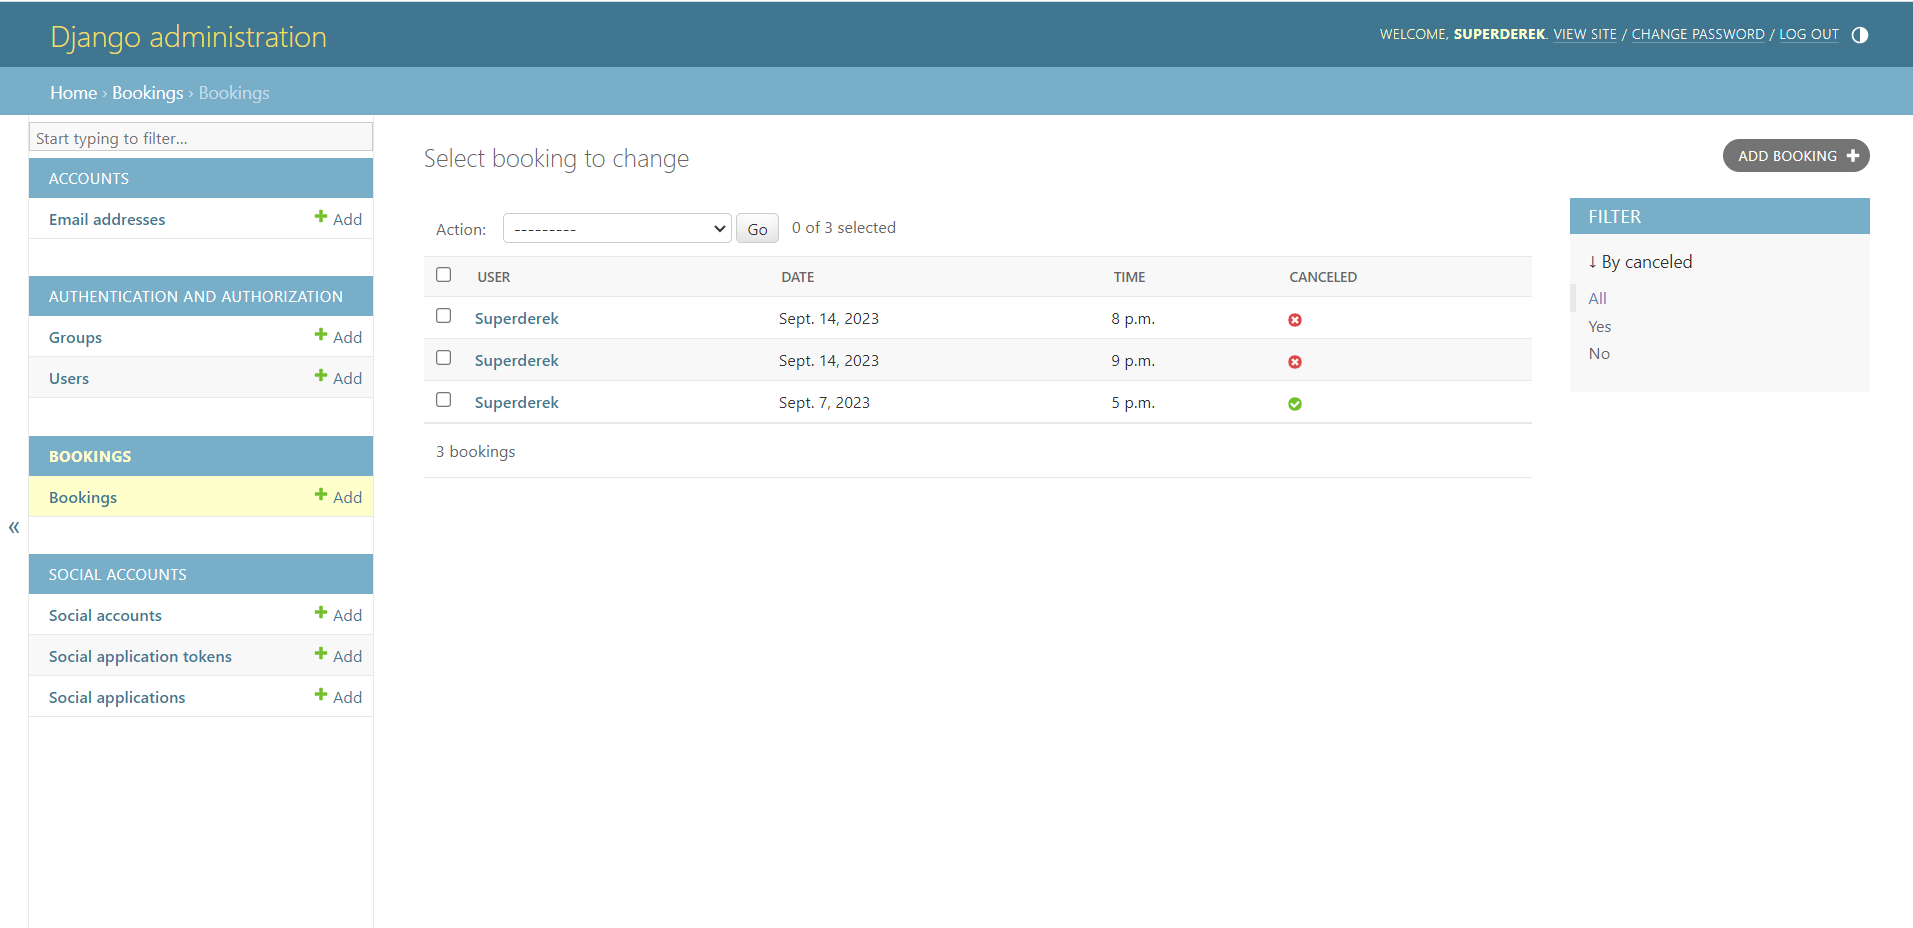 Django administration
WELCOME, SUPERDEREK. VIEW SITE / CHANGE PASSWORD / LOG OUT
Home › Bookings › Bookings
Start typing to filter...
ACCOUNTS
Email addresses + Add
AUTHENTICATION AND AUTHORIZATION
Groups + Add
Users + Add
BOOKINGS
Bookings + Add
SOCIAL ACCOUNTS
Social accounts + Add
Social application tokens + Add
Social applications + Add
«
Select booking to change
ADD BOOKING +
Action: --------- Go 0 of 3 selected
USER DATE TIME CANCELED
Superderek Sept. 14, 2023 8 p.m.
Superderek Sept. 14, 2023 9 p.m.
Superderek Sept. 7, 2023 5 p.m.
3 bookings
FILTER
↓ By canceled
All
Yes
No